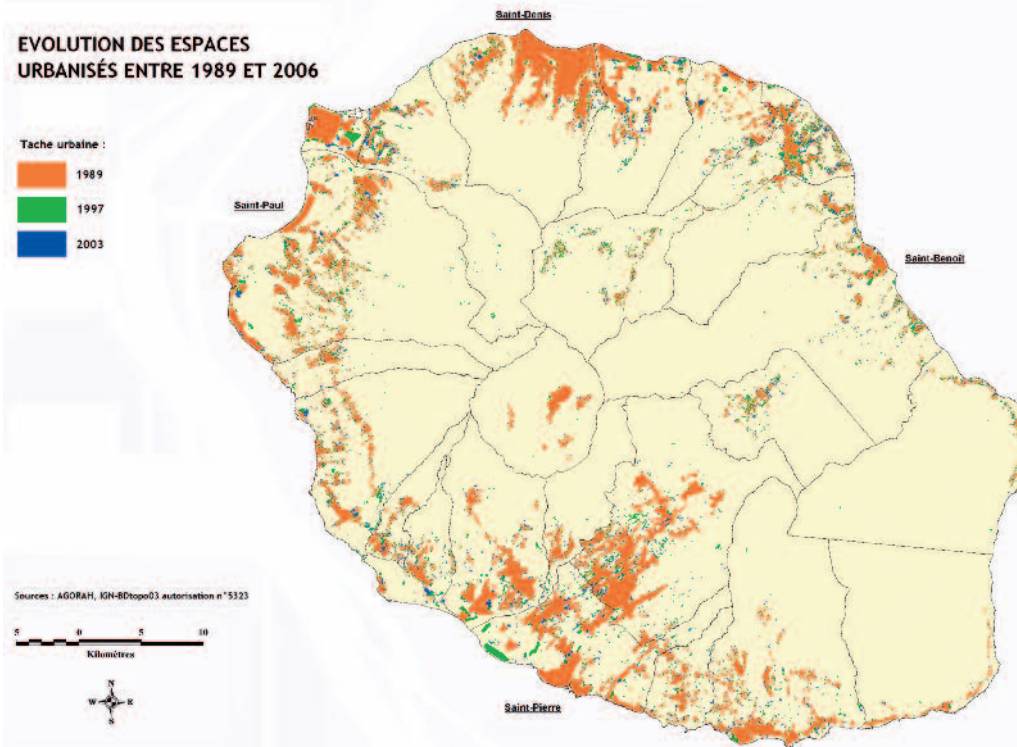 Saint-Denis
EVOLUTION DES ESPACES
URBANISÉS ENTRE 1989 ET 2006
Tache urbaine :
1989
1997
2003
Saint-Paul
Saint-Benoît
Sources : AGORAH, IGN-BDtopo03 autorisation n°5323
5 0 5 10
Kilomètres
N
W E
S
Saint-Pierre